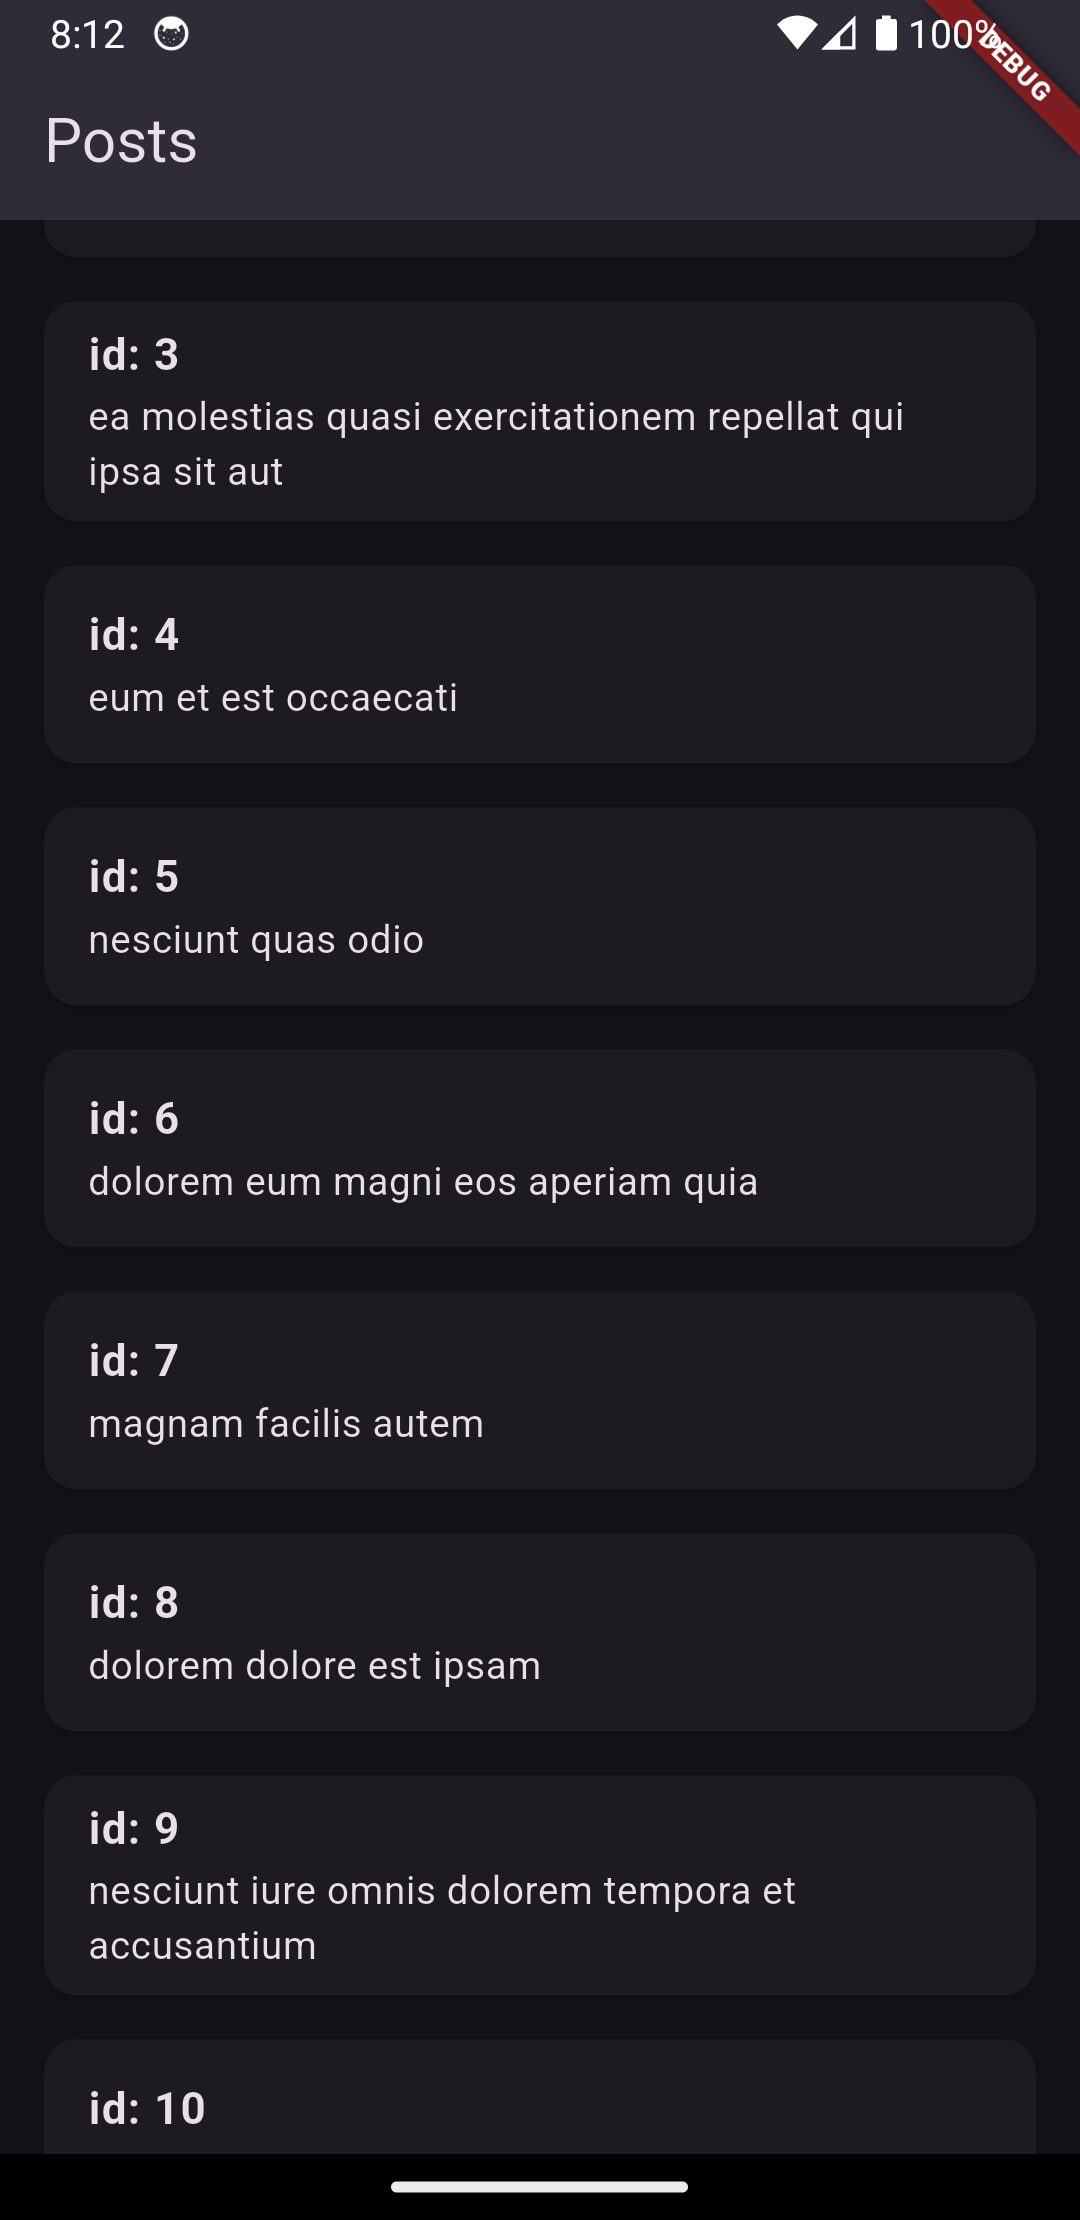 8:12
100%
DEBUG
Posts
id: 3
ea molestias quasi exercitationem repellat qui
ipsa sit aut
id: 4
eum et est occaecati
id: 5
nesciunt quas odio
id: 6
dolorem eum magni eos aperiam quia
id: 7
magnam facilis autem
id: 8
dolorem dolore est ipsam
id: 9
nesciunt iure omnis dolorem tempora et
accusantium
id: 10